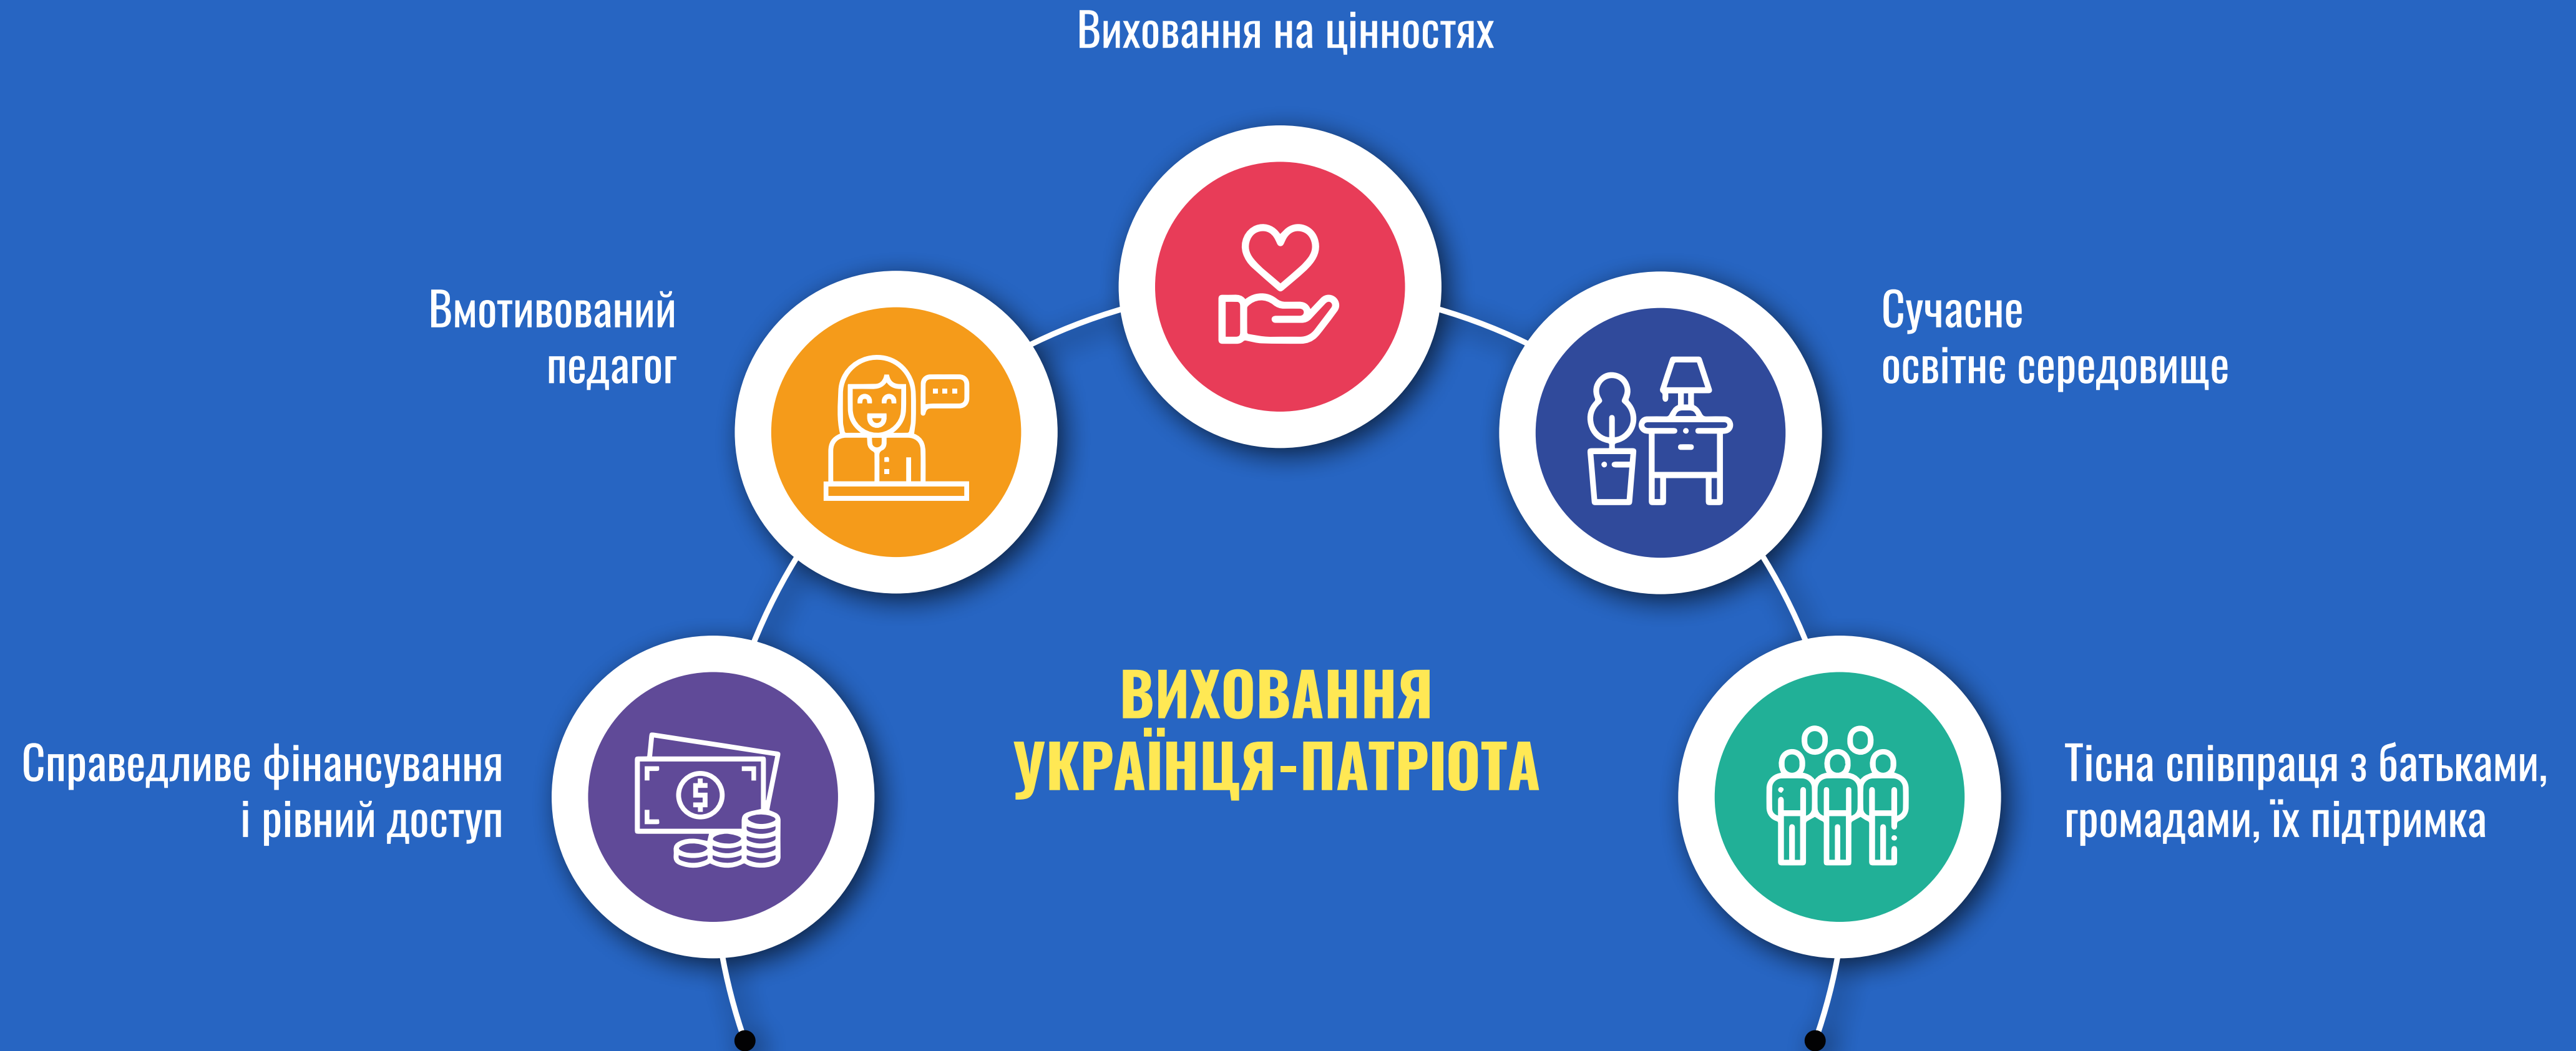 Виховання на цінностях
Вмотивований
педагог
Сучасне
освітнє середовище
ВИХОВАННЯ
УКРАЇНЦЯ-ПАТРІОТА
Справедливе фінансування
і рівний доступ
Тісна співпраця з батьками,
громадами, їх підтримка